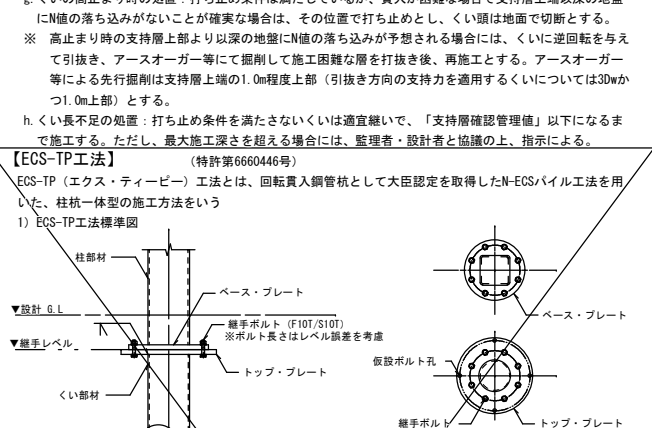 g. くいの高止まり時の処置：打ち止め条件は満たしているが、貫入が困難な場合で支持層上端以深の地盤
にN値の落ち込みがないことが確実な場合は、その位置で打ち止めとし、くい頭は地面で切断とする。
※ 高止まり時の支持層上部より以深の地盤にN値の落ち込みが予想される場合には、くいに逆回転を与え
て引抜き、アースオーガー等にて掘削して施工困難な層を打抜き後、再施工とする。アースオーガー
等による先行掘削は支持層上端の1.0m程度上部（引抜き方向の支持力を適用するくいについては3Dwか
つ1.0m上部）とする。
h. くい長不足の処置：打ち止め条件を満たさないくいは適宜継いで、「支持層確認管理値」以下になるま
で施工する。ただし、最大施工深さを超える場合には、監理者・設計者と協議の上、指示による。
【ECS-TP工法】 （特許第6660446号）
ECS-TP（エクス・ティーピー）工法とは、回転貫入鋼管杭として大臣認定を取得したN-ECSパイル工法を用
いた、柱杭一体型の施工方法をいう
1) ECS-TP工法標準図
柱部材
ベース・プレート
▼設計 G.L
継手ボルト（F10T/S10T）
※ボルト長さはレベル誤差を考慮
▼継手レベル
トップ・プレート
くい部材
ベース・プレート
仮設ボルト孔
継手ボルト
トップ・プレート